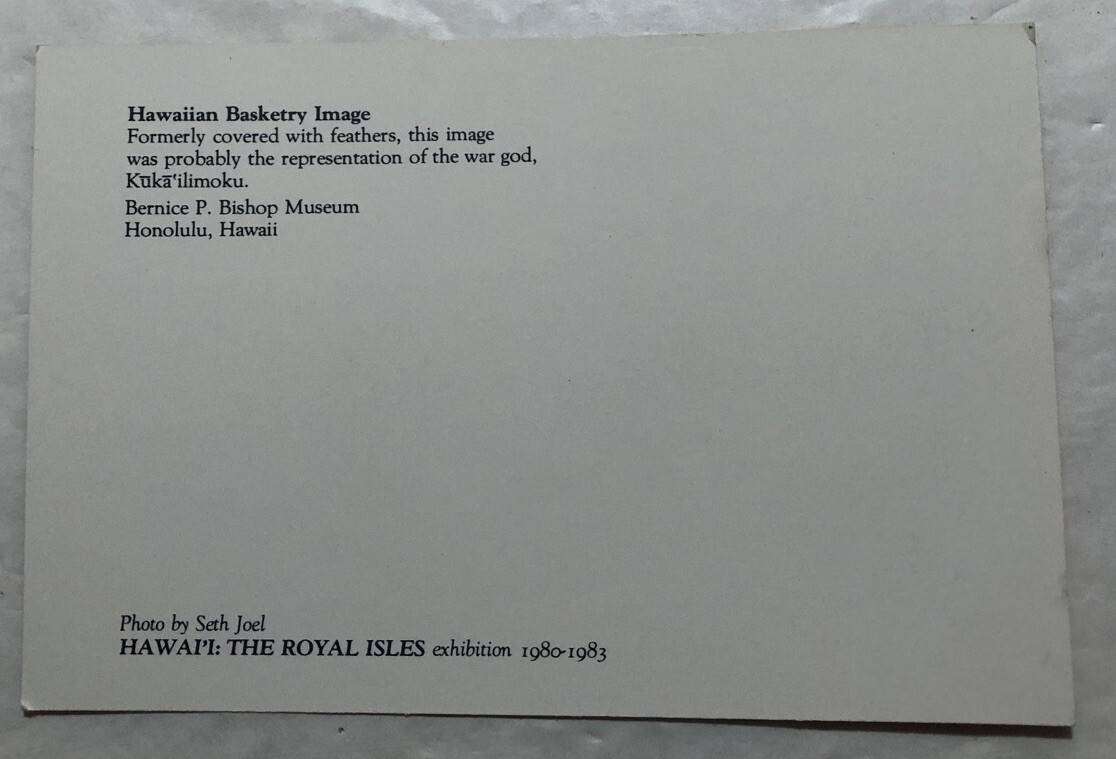 Hawaiian Basketry Image
Formerly covered with feathers, this image
was probably the representation of the war god,
Kūkā‘ilimoku.
Bernice P. Bishop Museum
Honolulu, Hawaii
Photo by Seth Joel
HAWAI’I: THE ROYAL ISLES exhibition 1980-1983